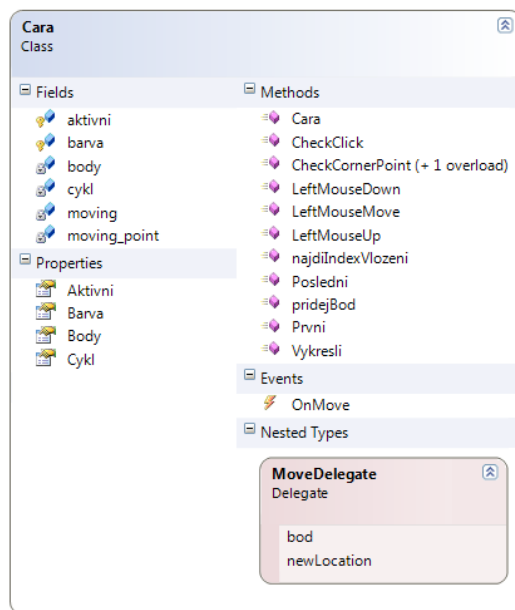 Cara
Class
Fields
aktivni
barva
body
cykl
moving
moving_point
Properties
Aktivni
Barva
Body
Cykl
Methods
Cara
CheckClick
CheckCornerPoint (+ 1 overload)
LeftMouseDown
LeftMouseMove
LeftMouseUp
najdiIndexVlozeni
Posledni
pridejBod
Prvni
Vykresli
Events
OnMove
Nested Types
MoveDelegate
Delegate
bod
newLocation